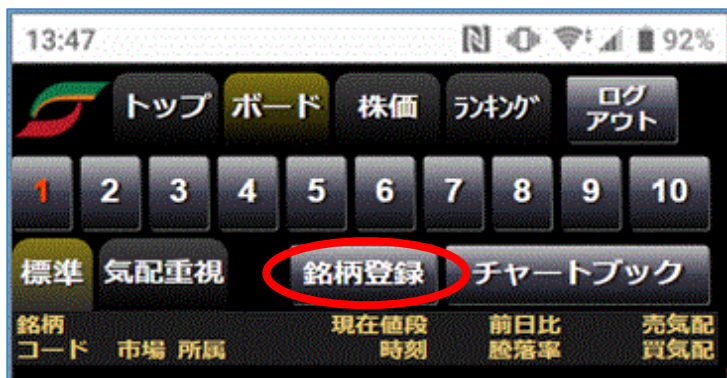 13:47 92%
トップ ボード 株価 ランキング ログアウト
1 2 3 4 5 6 7 8 9 10
標準 気配重視 銘柄登録 チャートブック
銘柄 現在値段 前日比 売気配
コード 市場 所属 時刻 騰落率 買気配